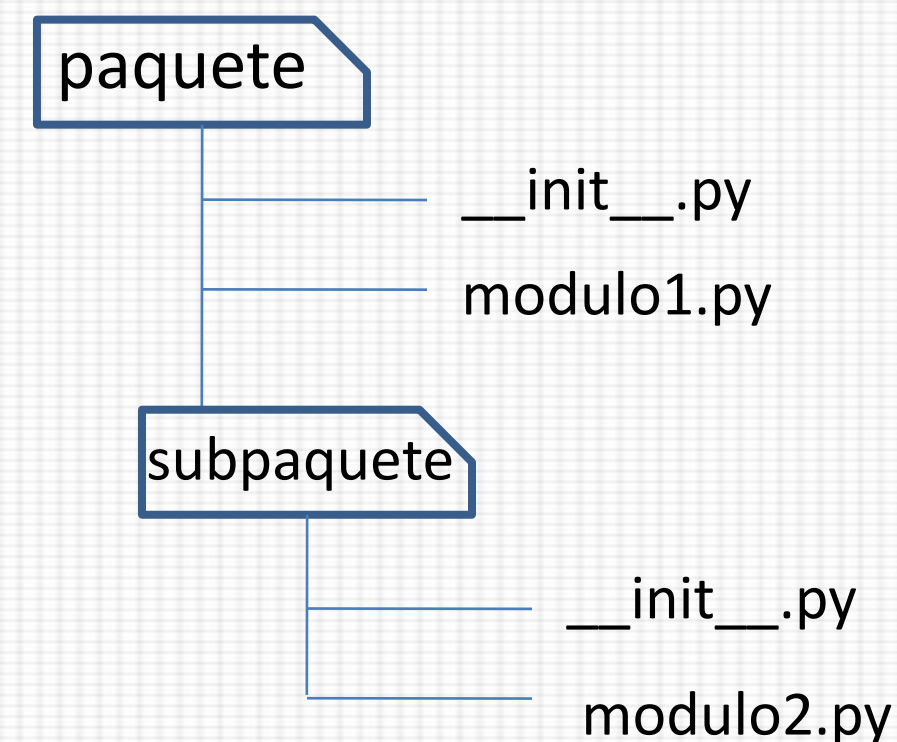 paquete
__init__.py
modulo1.py
subpaquete
__init__.py
modulo2.py